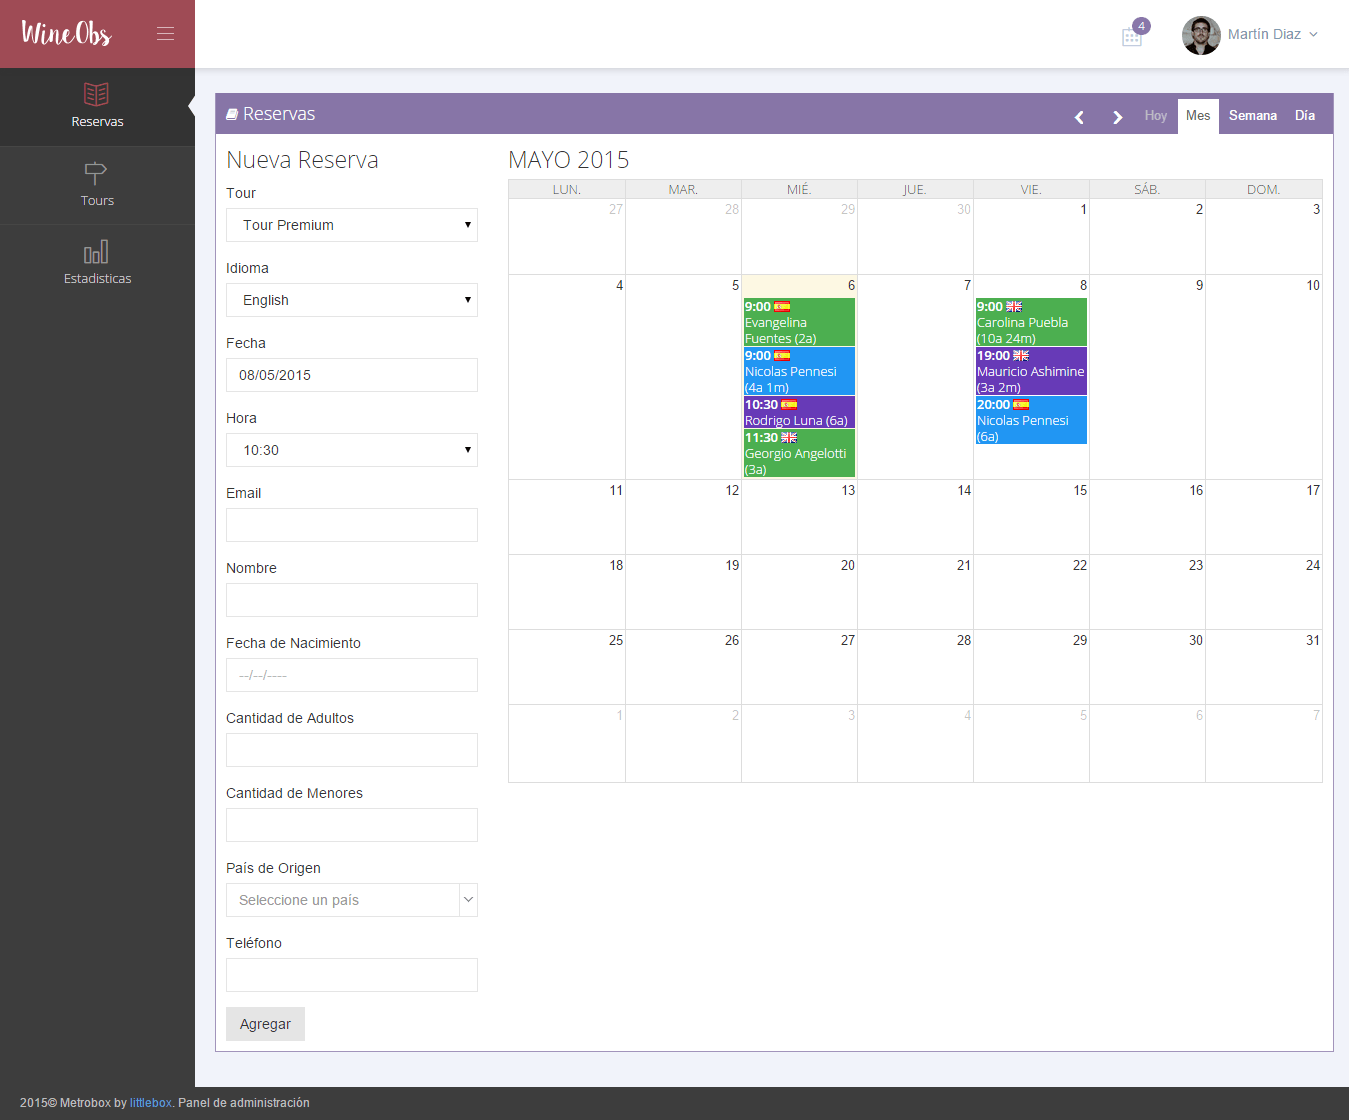 WineObs
4
Martín Diaz
Reservas
Tours
Estadisticas
Reservas
Hoy
Mes
Semana
Día
Nueva Reserva
Tour
Tour Premium
Idioma
English
Fecha
08/05/2015
Hora
10:30
Email
Nombre
Fecha de Nacimiento
--/--/----
Cantidad de Adultos
Cantidad de Menores
País de Origen
Seleccione un país
Teléfono
Agregar
MAYO 2015
LUN. MAR. MIÉ. JUE. VIE. SÁB. DOM.
27 28 29 30 1 2 3
4 5 6 7 8 9 10
9:00
Evangelina
Fuentes (2a)
9:00
Nicolas Pennesi
(4a 1m)
10:30
Rodrigo Luna (6a)
11:30
Georgio Angelotti
(3a)
9:00
Carolina Puebla
(10a 24m)
19:00
Mauricio Ashimine
(3a 2m)
20:00
Nicolas Pennesi
(6a)
11 12 13 14 15 16 17
18 19 20 21 22 23 24
25 26 27 28 29 30 31
1 2 3 4 5 6 7
2015© Metrobox by littlebox. Panel de administración